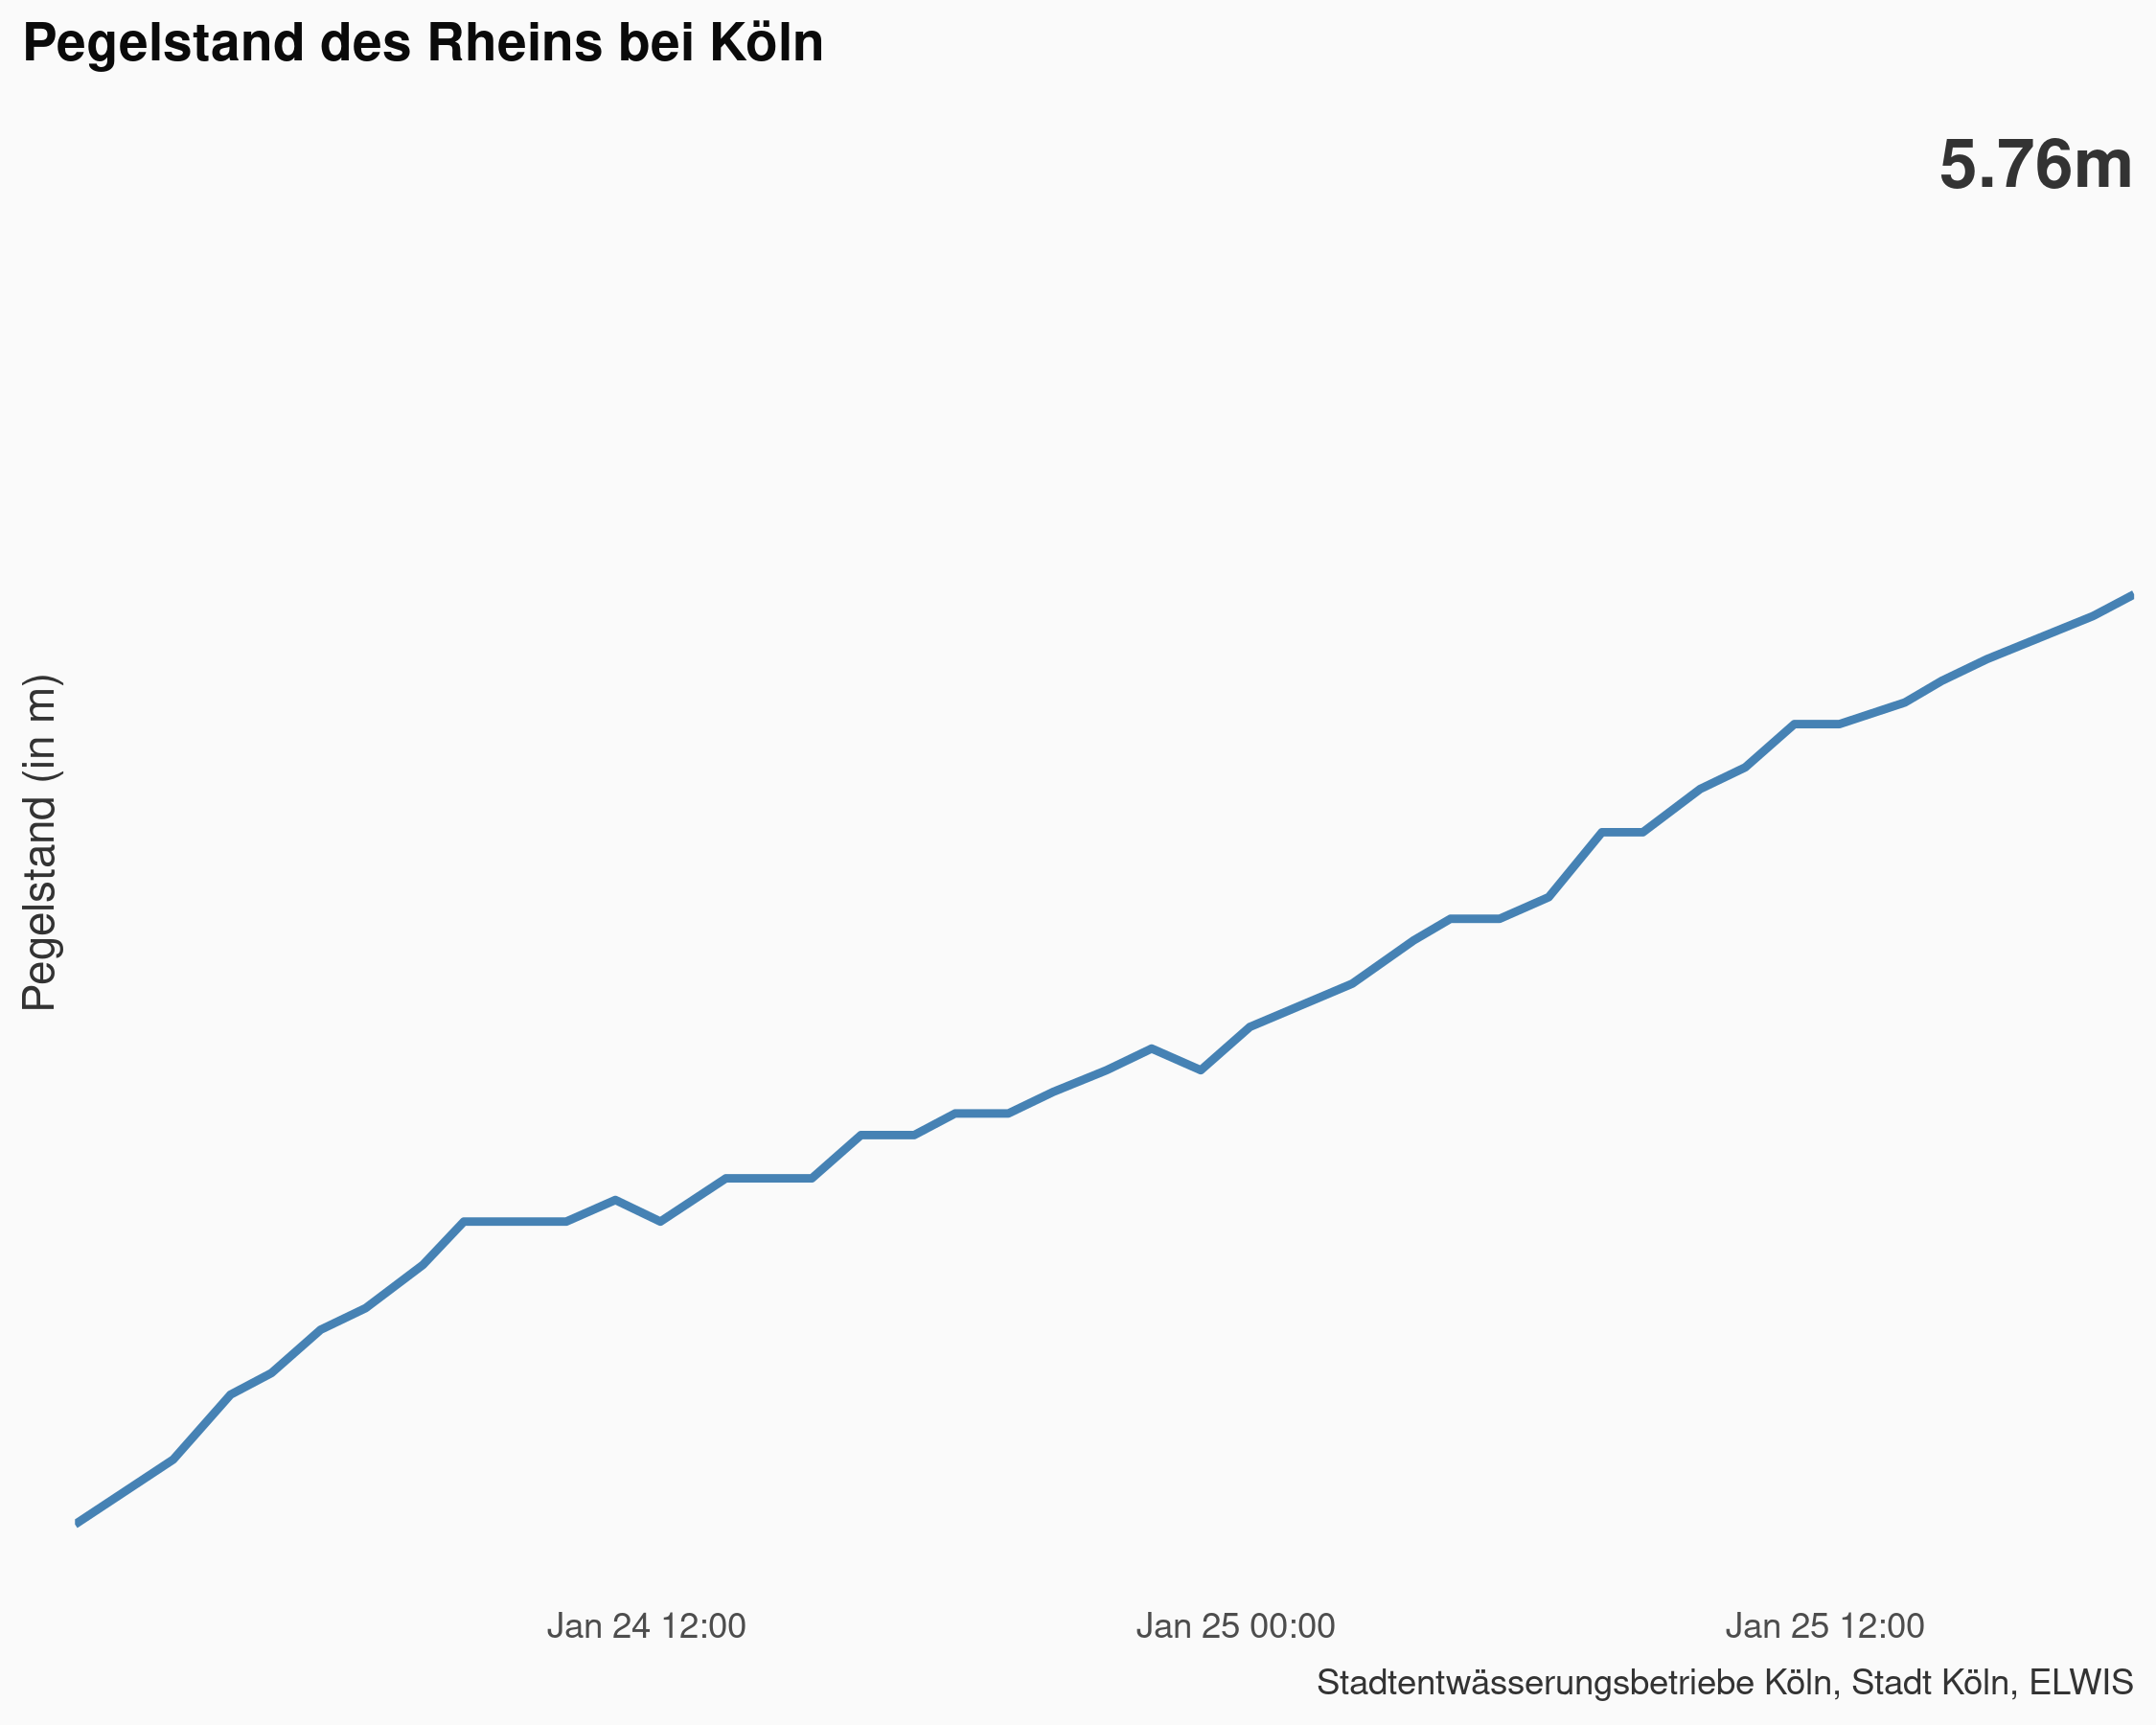 Pegelstand des Rheins bei Köln
5.76m
Pegelstand (in m)
Jan 24 12:00
Jan 25 00:00
Jan 25 12:00
Stadtentwässerungsbetriebe Köln, Stadt Köln, ELWIS